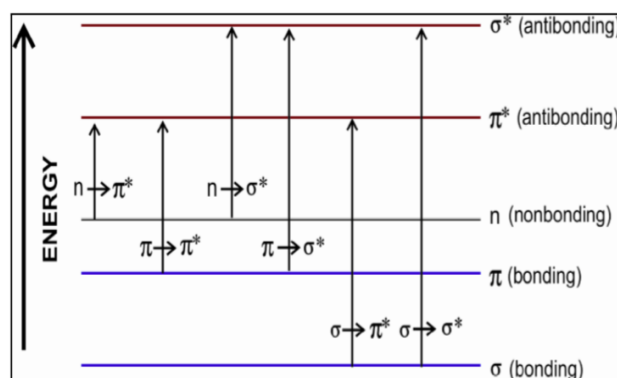 σ* (antibonding)
π* (antibonding)
n→π*
n→σ*
n (nonbonding)
π→π*
π→σ*
π (bonding)
σ→π*
σ→σ*
σ (bonding)
ENERGY